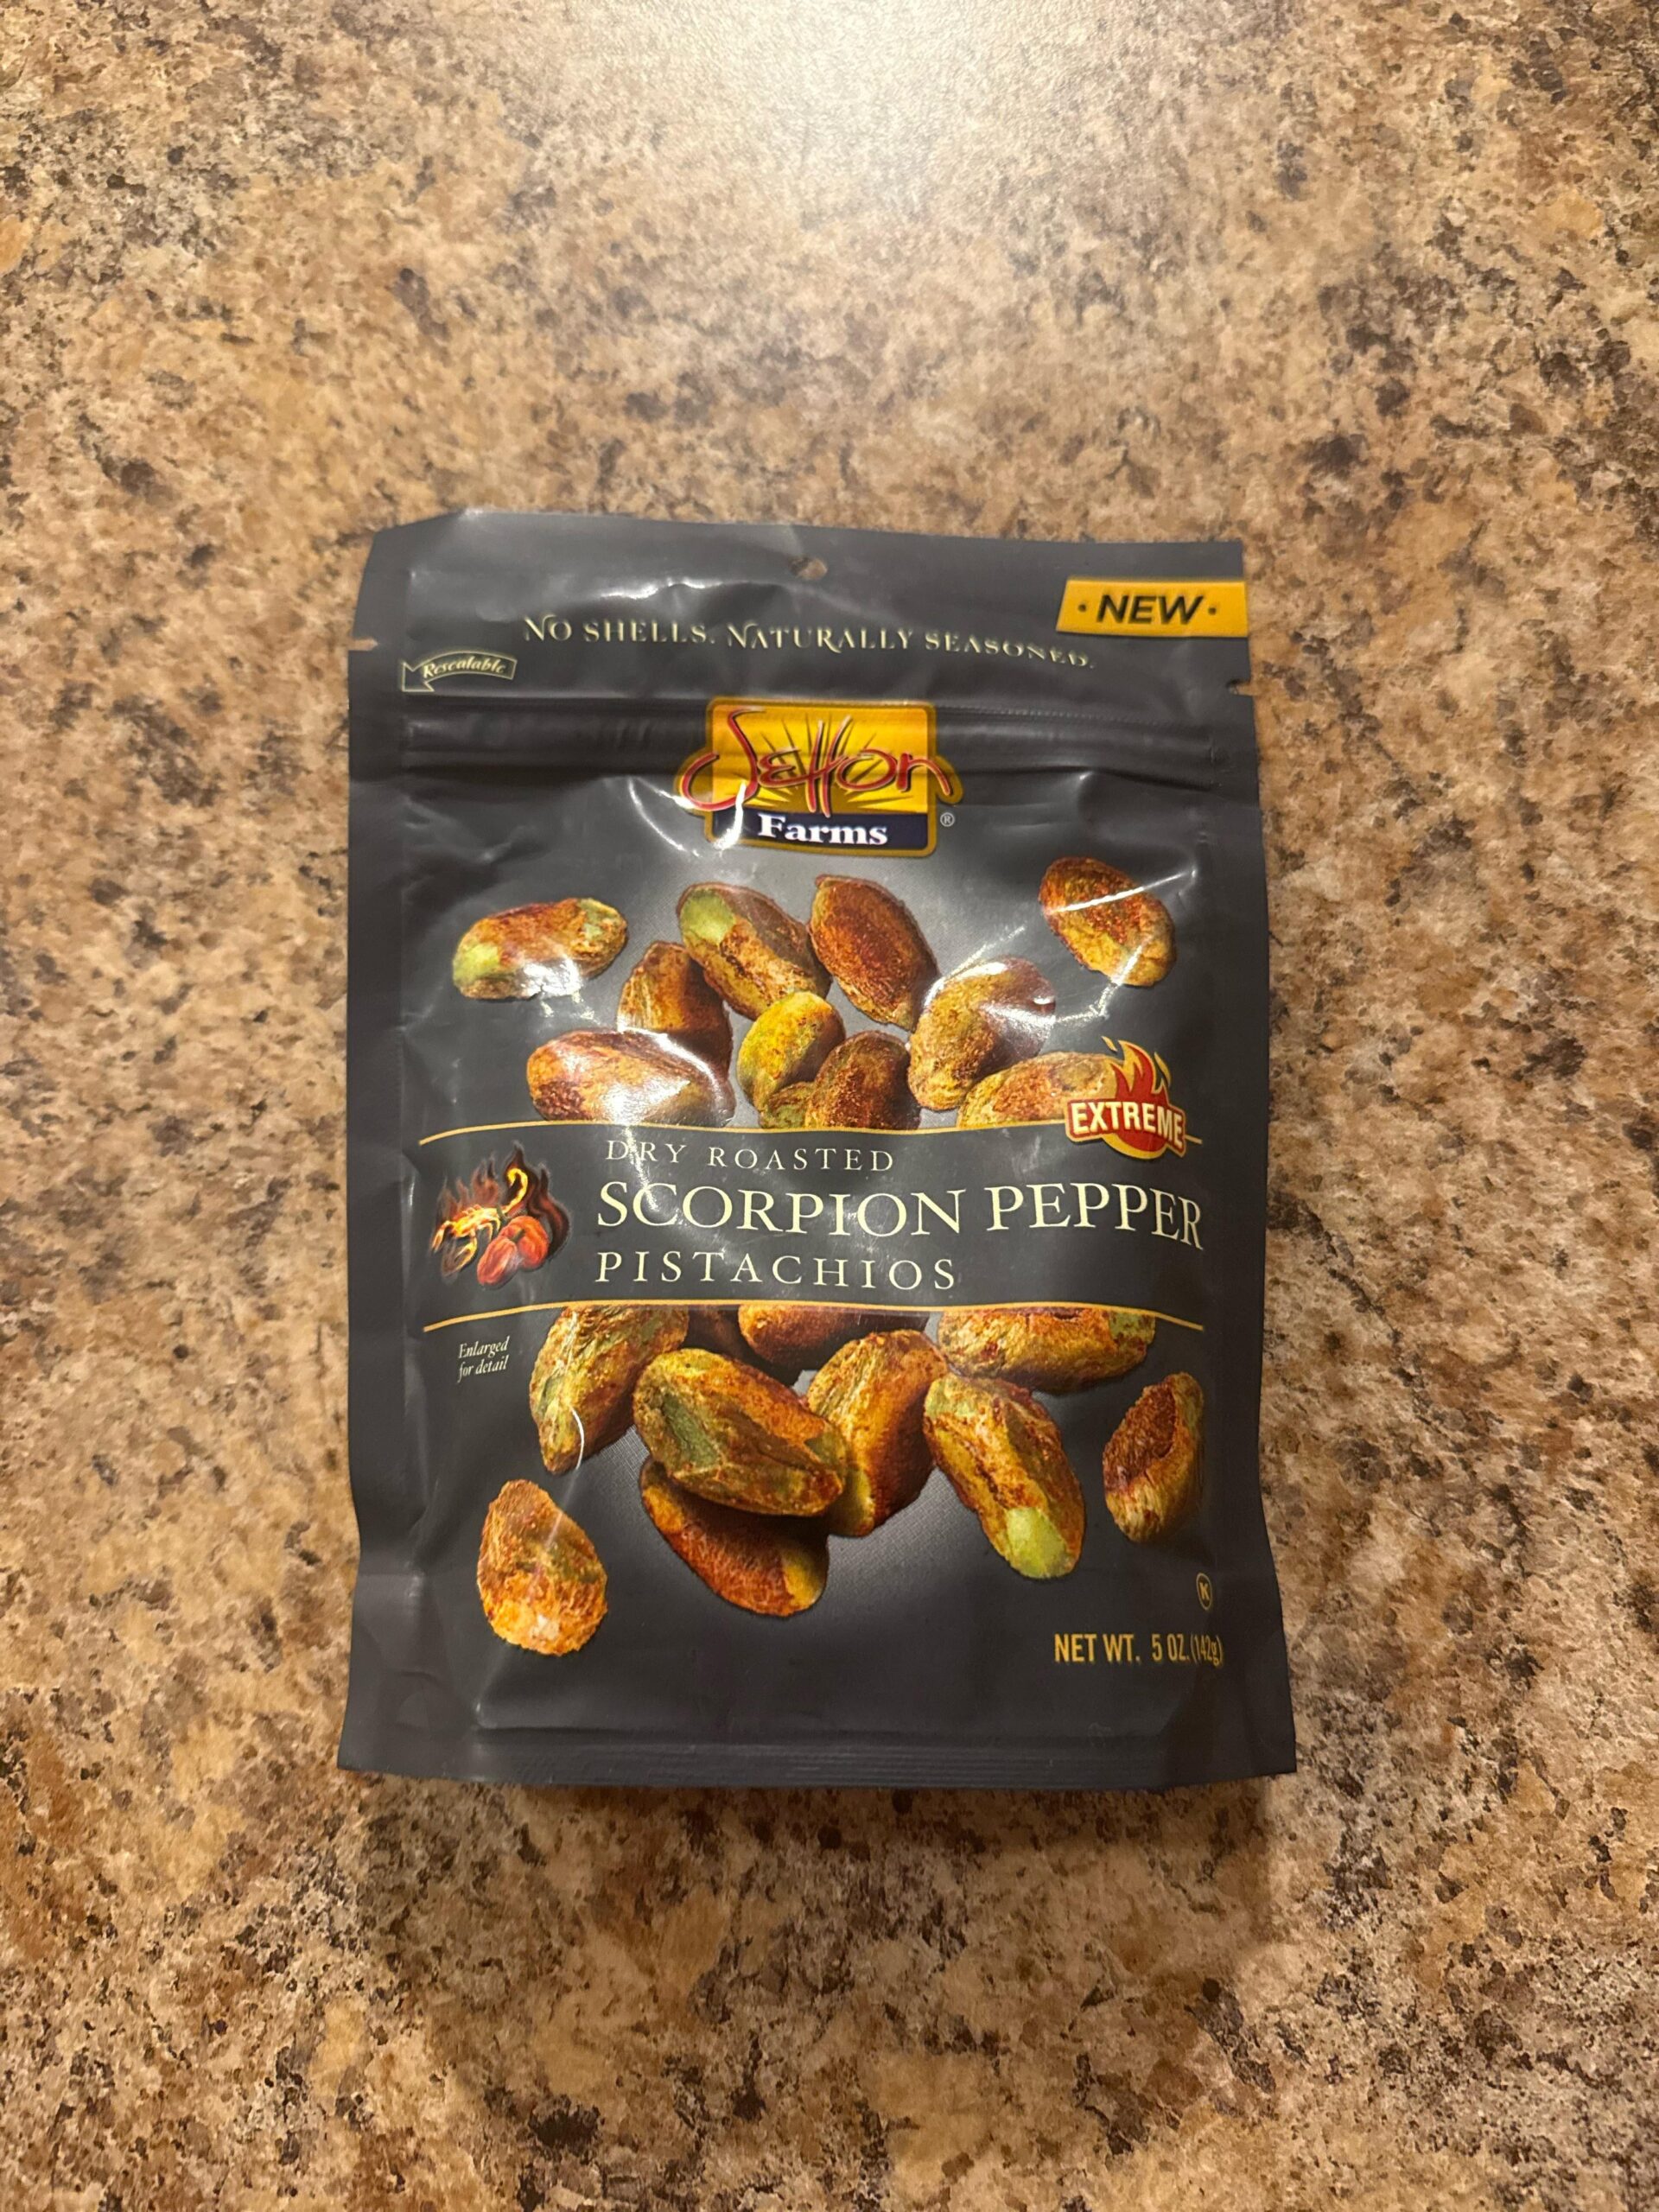 NEW
NO SHELLS. NATURALLY SEASONED.
Resealable
Setton
Farms
®
EXTREME
DRY ROASTED
SCORPION PEPPER
PISTACHIOS
Enlarged
for detail
K
NET WT. 5 OZ. (142g)